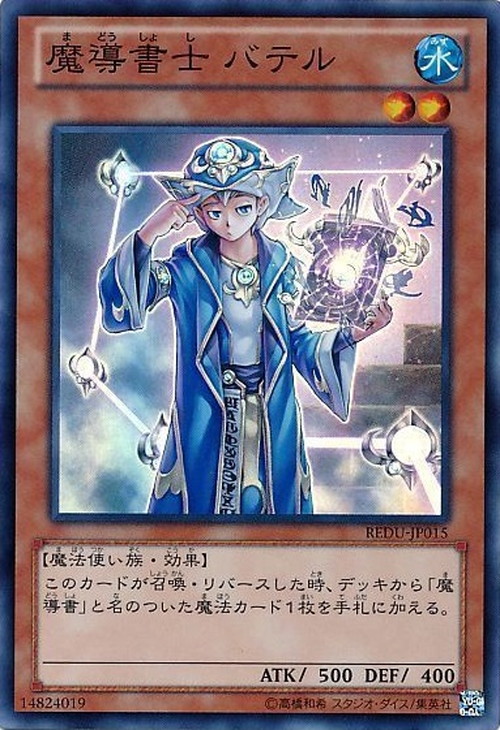 魔導書士 バテル
水
REDU-JP015
【魔法使い族・効果】
このカードが召喚・リバースした時、デッキから「魔
導書」と名のついた魔法カード1枚を手札に加える。
ATK/ 500 DEF/ 400
14824019
©高橋和希 スタジオ・ダイス/集英社